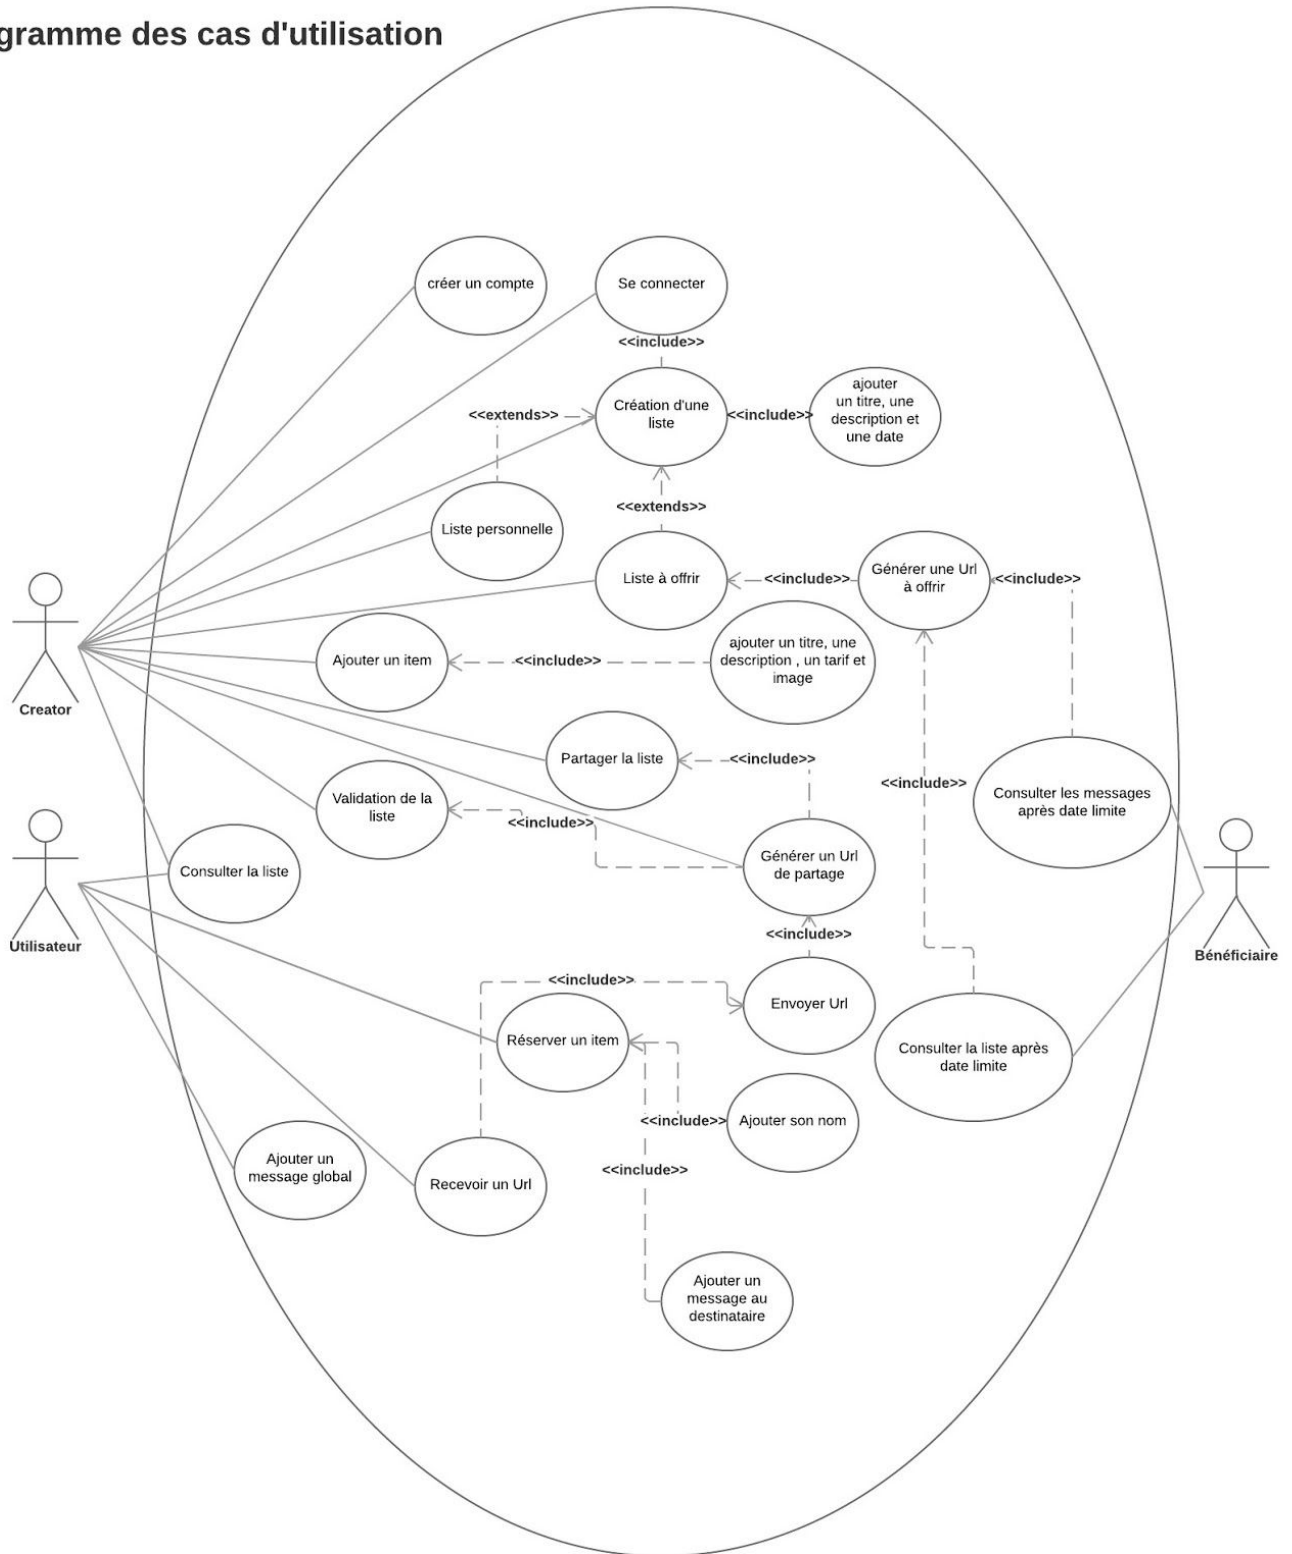 gramme des cas d'utilisation
créer un compte
Se connecter
<<include>>
Création d'une
liste
<<extends>>
<<include>>
ajouter
un titre, une
description et
une date
<<extends>>
Liste personnelle
Liste à offrir
<<include>>
Générer une Url
à offrir
<<include>>
Ajouter un item
<<include>>
ajouter un titre, une
description , un tarif et
image
Creator
Partager la liste
<<include>>
<<include>>
Consulter les messages
après date limite
Validation de la
liste
<<include>>
Générer un Url
de partage
Consulter la liste
Utilisateur
<<include>>
Bénéficiaire
<<include>>
Envoyer Url
Réserver un item
Consulter la liste après
date limite
<<include>>
Ajouter son nom
<<include>>
Ajouter un
message global
Recevoir un Url
Ajouter un
message au
destinataire